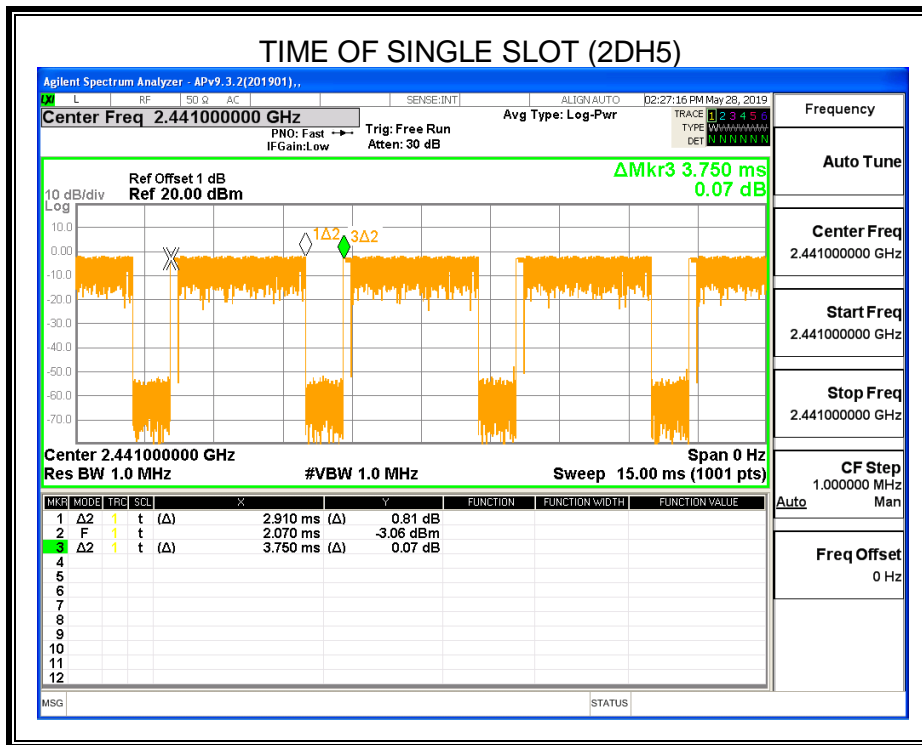 TIME OF SINGLE SLOT (2DH5)
Agilent Spectrum Analyzer - APv9.3.2(201901),,
LXI L RF 50 Ω AC SENSE:INT ALIGN AUTO 02:27:16 PM May 28, 2019
Center Freq 2.441000000 GHz
PNO: Fast
IFGain:Low
Trig: Free Run
Atten: 30 dB
Avg Type: Log-Pwr
TRACE 1 2 3 4 5 6
TYPE
DET N N N N N N
Ref Offset 1 dB
10 dB/div Ref 20.00 dBm
Log
ΔMkr3 3.750 ms
0.07 dB
10.0
0.00
-10.0
-20.0
-30.0
-40.0
-50.0
-60.0
-70.0
1Δ2
3Δ2
Center 2.441000000 GHz Span 0 Hz
Res BW 1.0 MHz #VBW 1.0 MHz Sweep 15.00 ms (1001 pts)
MKR MODE TRC SCL X Y FUNCTION FUNCTION WIDTH FUNCTION VALUE
1 Δ2 1 t (Δ) 2.910 ms (Δ) 0.81 dB
2 F 1 t 2.070 ms -3.06 dBm
3 Δ2 1 t (Δ) 3.750 ms (Δ) 0.07 dB
4
5
6
7
8
9
10
11
12
MSG STATUS
Frequency
Auto Tune
Center Freq
2.441000000 GHz
Start Freq
2.441000000 GHz
Stop Freq
2.441000000 GHz
CF Step
1.000000 MHz
Auto Man
Freq Offset
0 Hz